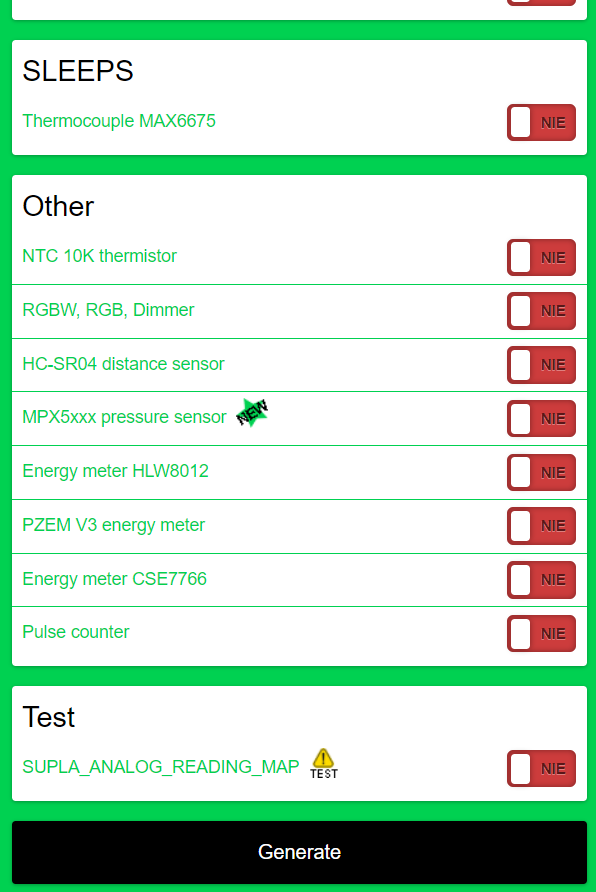 SLEEPS
Thermocouple MAX6675
NIE
Other
NTC 10K thermistor
NIE
RGBW, RGB, Dimmer
NIE
HC-SR04 distance sensor
NIE
MPX5xxx pressure sensor NEW
NIE
Energy meter HLW8012
NIE
PZEM V3 energy meter
NIE
Energy meter CSE7766
NIE
Pulse counter
NIE
Test
SUPLA_ANALOG_READING_MAP TEST
NIE
Generate